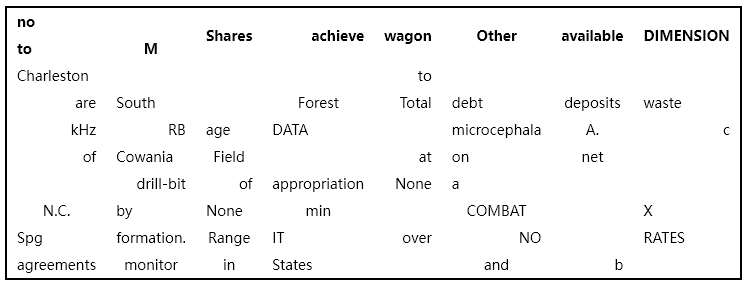 no
to M Shares achieve wagon Other available DIMENSION
Charleston to
are South Forest Total debt deposits waste
kHz RB age DATA microcephala A. c
of Cowania Field at on net
drill-bit of appropriation None a
N.C. by None min COMBAT X
Spg formation. Range IT over NO RATES
agreements monitor in States and b